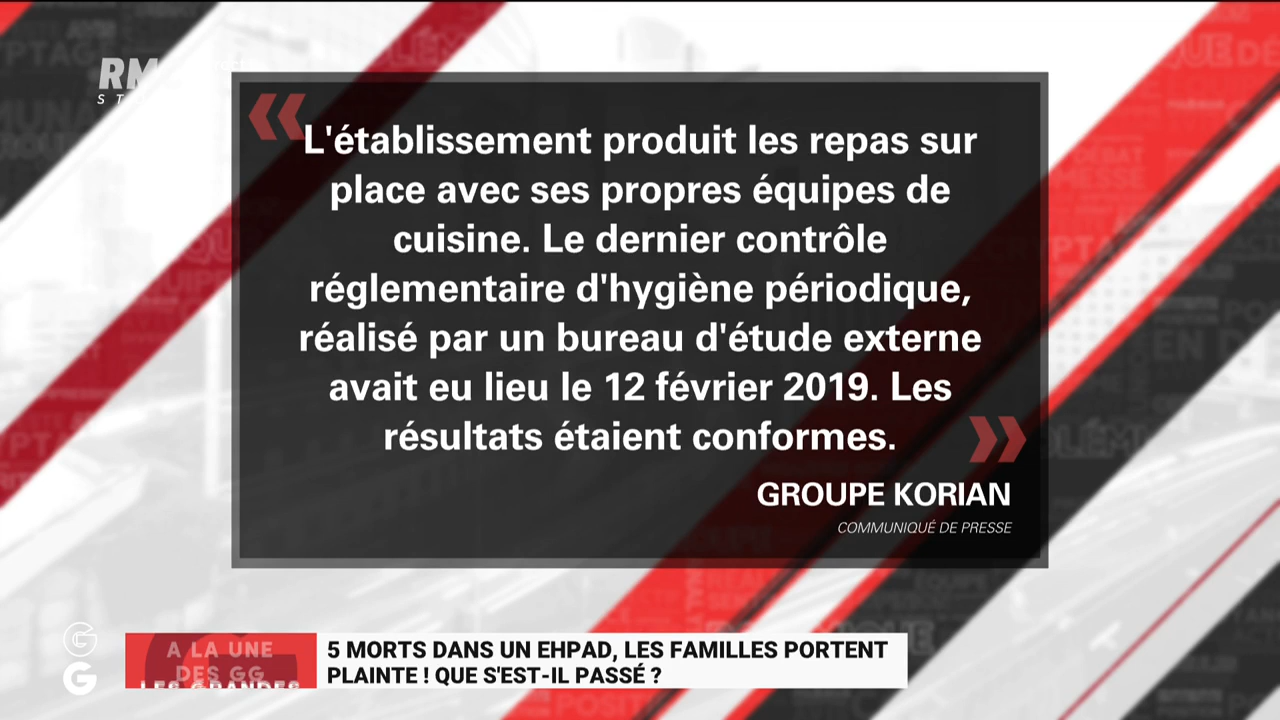 RM
L'établissement produit les repas sur
place avec ses propres équipes de
cuisine. Le dernier contrôle
réglementaire d'hygiène périodique,
réalisé par un bureau d'étude externe
avait eu lieu le 12 février 2019. Les
résultats étaient conformes.
GROUPE KORIAN
COMMUNIQUÉ DE PRESSE
G
G
A LA UNE
DES GG
LES GRANDES
5 MORTS DANS UN EHPAD, LES FAMILLES PORTENT
PLAINTE ! QUE S'EST-IL PASSÉ ?